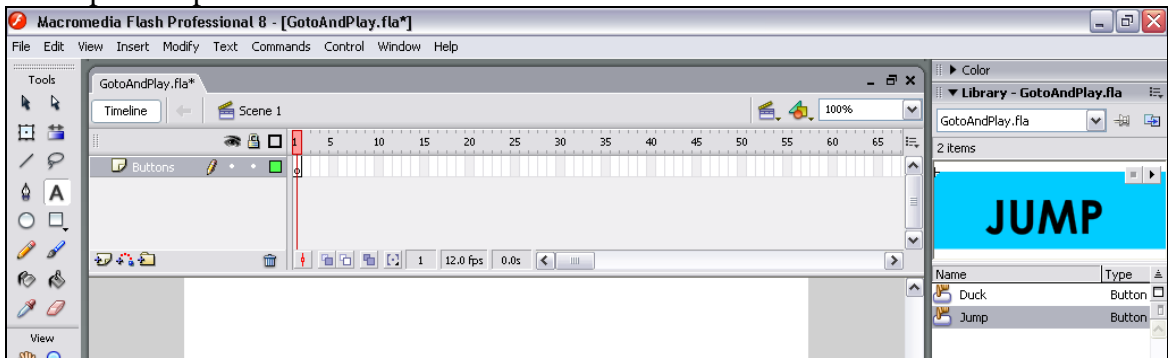 Macromedia Flash Professional 8 - [GotoAndPlay.fla*]
File Edit View Insert Modify Text Commands Control Window Help
Tools
GotoAndPlay.fla*
Timeline
Scene 1
100%
1 5 10 15 20 25 30 35 40 45 50 55 60 65
Buttons
1 12.0 fps 0.0s
View
Color
Library - GotoAndPlay.fla
GotoAndPlay.fla
2 items
JUMP
Name Type
Duck Button
Jump Button